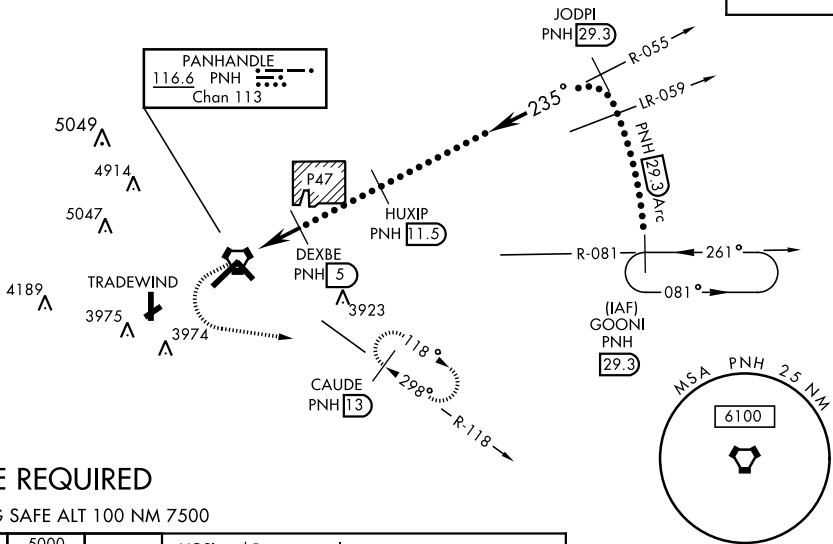 JODPI
PNH 29.3
R-055
LR-059
235°
PNH 29.3 Arc
PANHANDLE
116.6 PNH
Chan 113
5049
4914
5047
4189
3975
3974
TRADEWIND
P47
HUXIP
PNH 11.5
DEXBE
PNH 5
3923
R-081
261°
081°
(IAF)
GOONI
PNH
29.3
118°
298°
CAUDE
PNH 13
R-118
MSA PNH 25 NM
6100
E REQUIRED
G SAFE ALT 100 NM 7500
5000